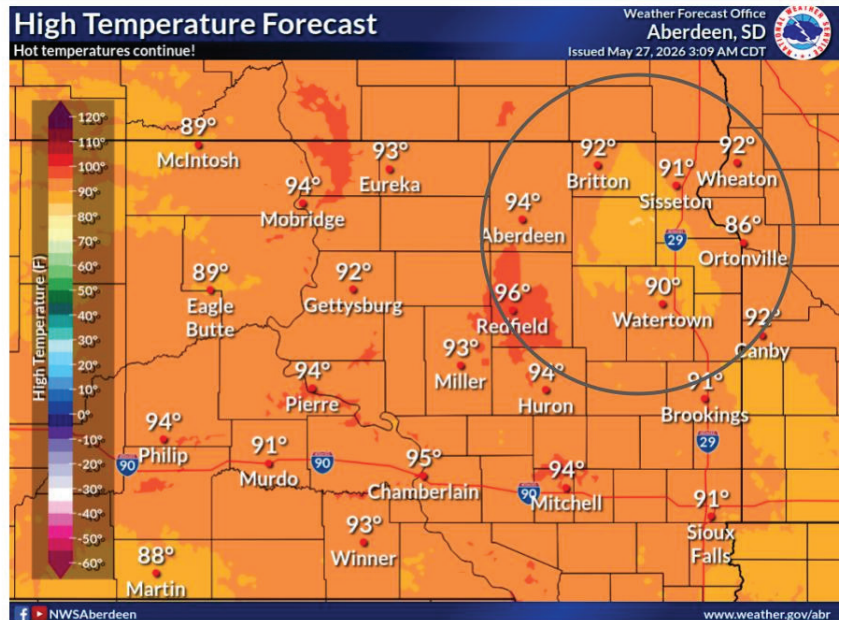 High Temperature Forecast
Hot temperatures continue!
Weather Forecast Office
Aberdeen, SD
Issued May 27, 2026 3:09 AM CDT
NATIONAL WEATHER SERVICE
High Temperature (F)
120°
110°
100°
90°
80°
70°
60°
50°
40°
30°
20°
10°
0°
-10°
-20°
-30°
-40°
-50°
-60°
89°
McIntosh
93°
Eureka
94°
Mobridge
92°
Britton
91°
Sisseton
92°
Wheaton
94°
Aberdeen
86°
Ortonville
29
89°
Eagle
Butte
92°
Gettysburg
96°
Redfield
90°
Watertown
92°
Canby
93°
Miller
94°
Pierre
94°
Huron
91°
Brookings
94°
Philip
90
91°
Murdo
90
95°
Chamberlain
90
94°
Mitchell
29
91°
Sioux
Falls
93°
Winner
88°
Martin
NWSAberdeen
www.weather.gov/abr